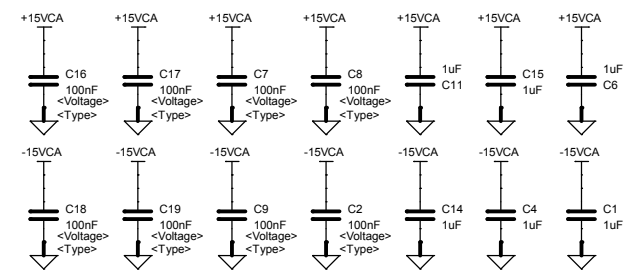 +15VCA +15VCA +15VCA +15VCA +15VCA +15VCA +15VCA
C16 C17 C7 C8 1uF C15 1uF
100nF 100nF 100nF 100nF C11 1uF C6
<Voltage> <Voltage> <Voltage> <Voltage>
<Type> <Type> <Type> <Type>
-15VCA -15VCA -15VCA -15VCA -15VCA -15VCA -15VCA
C18 C19 C9 C2 C14 C4 C1
100nF 100nF 100nF 100nF 1uF 1uF 1uF
<Voltage> <Voltage> <Voltage> <Voltage>
<Type> <Type> <Type> <Type>